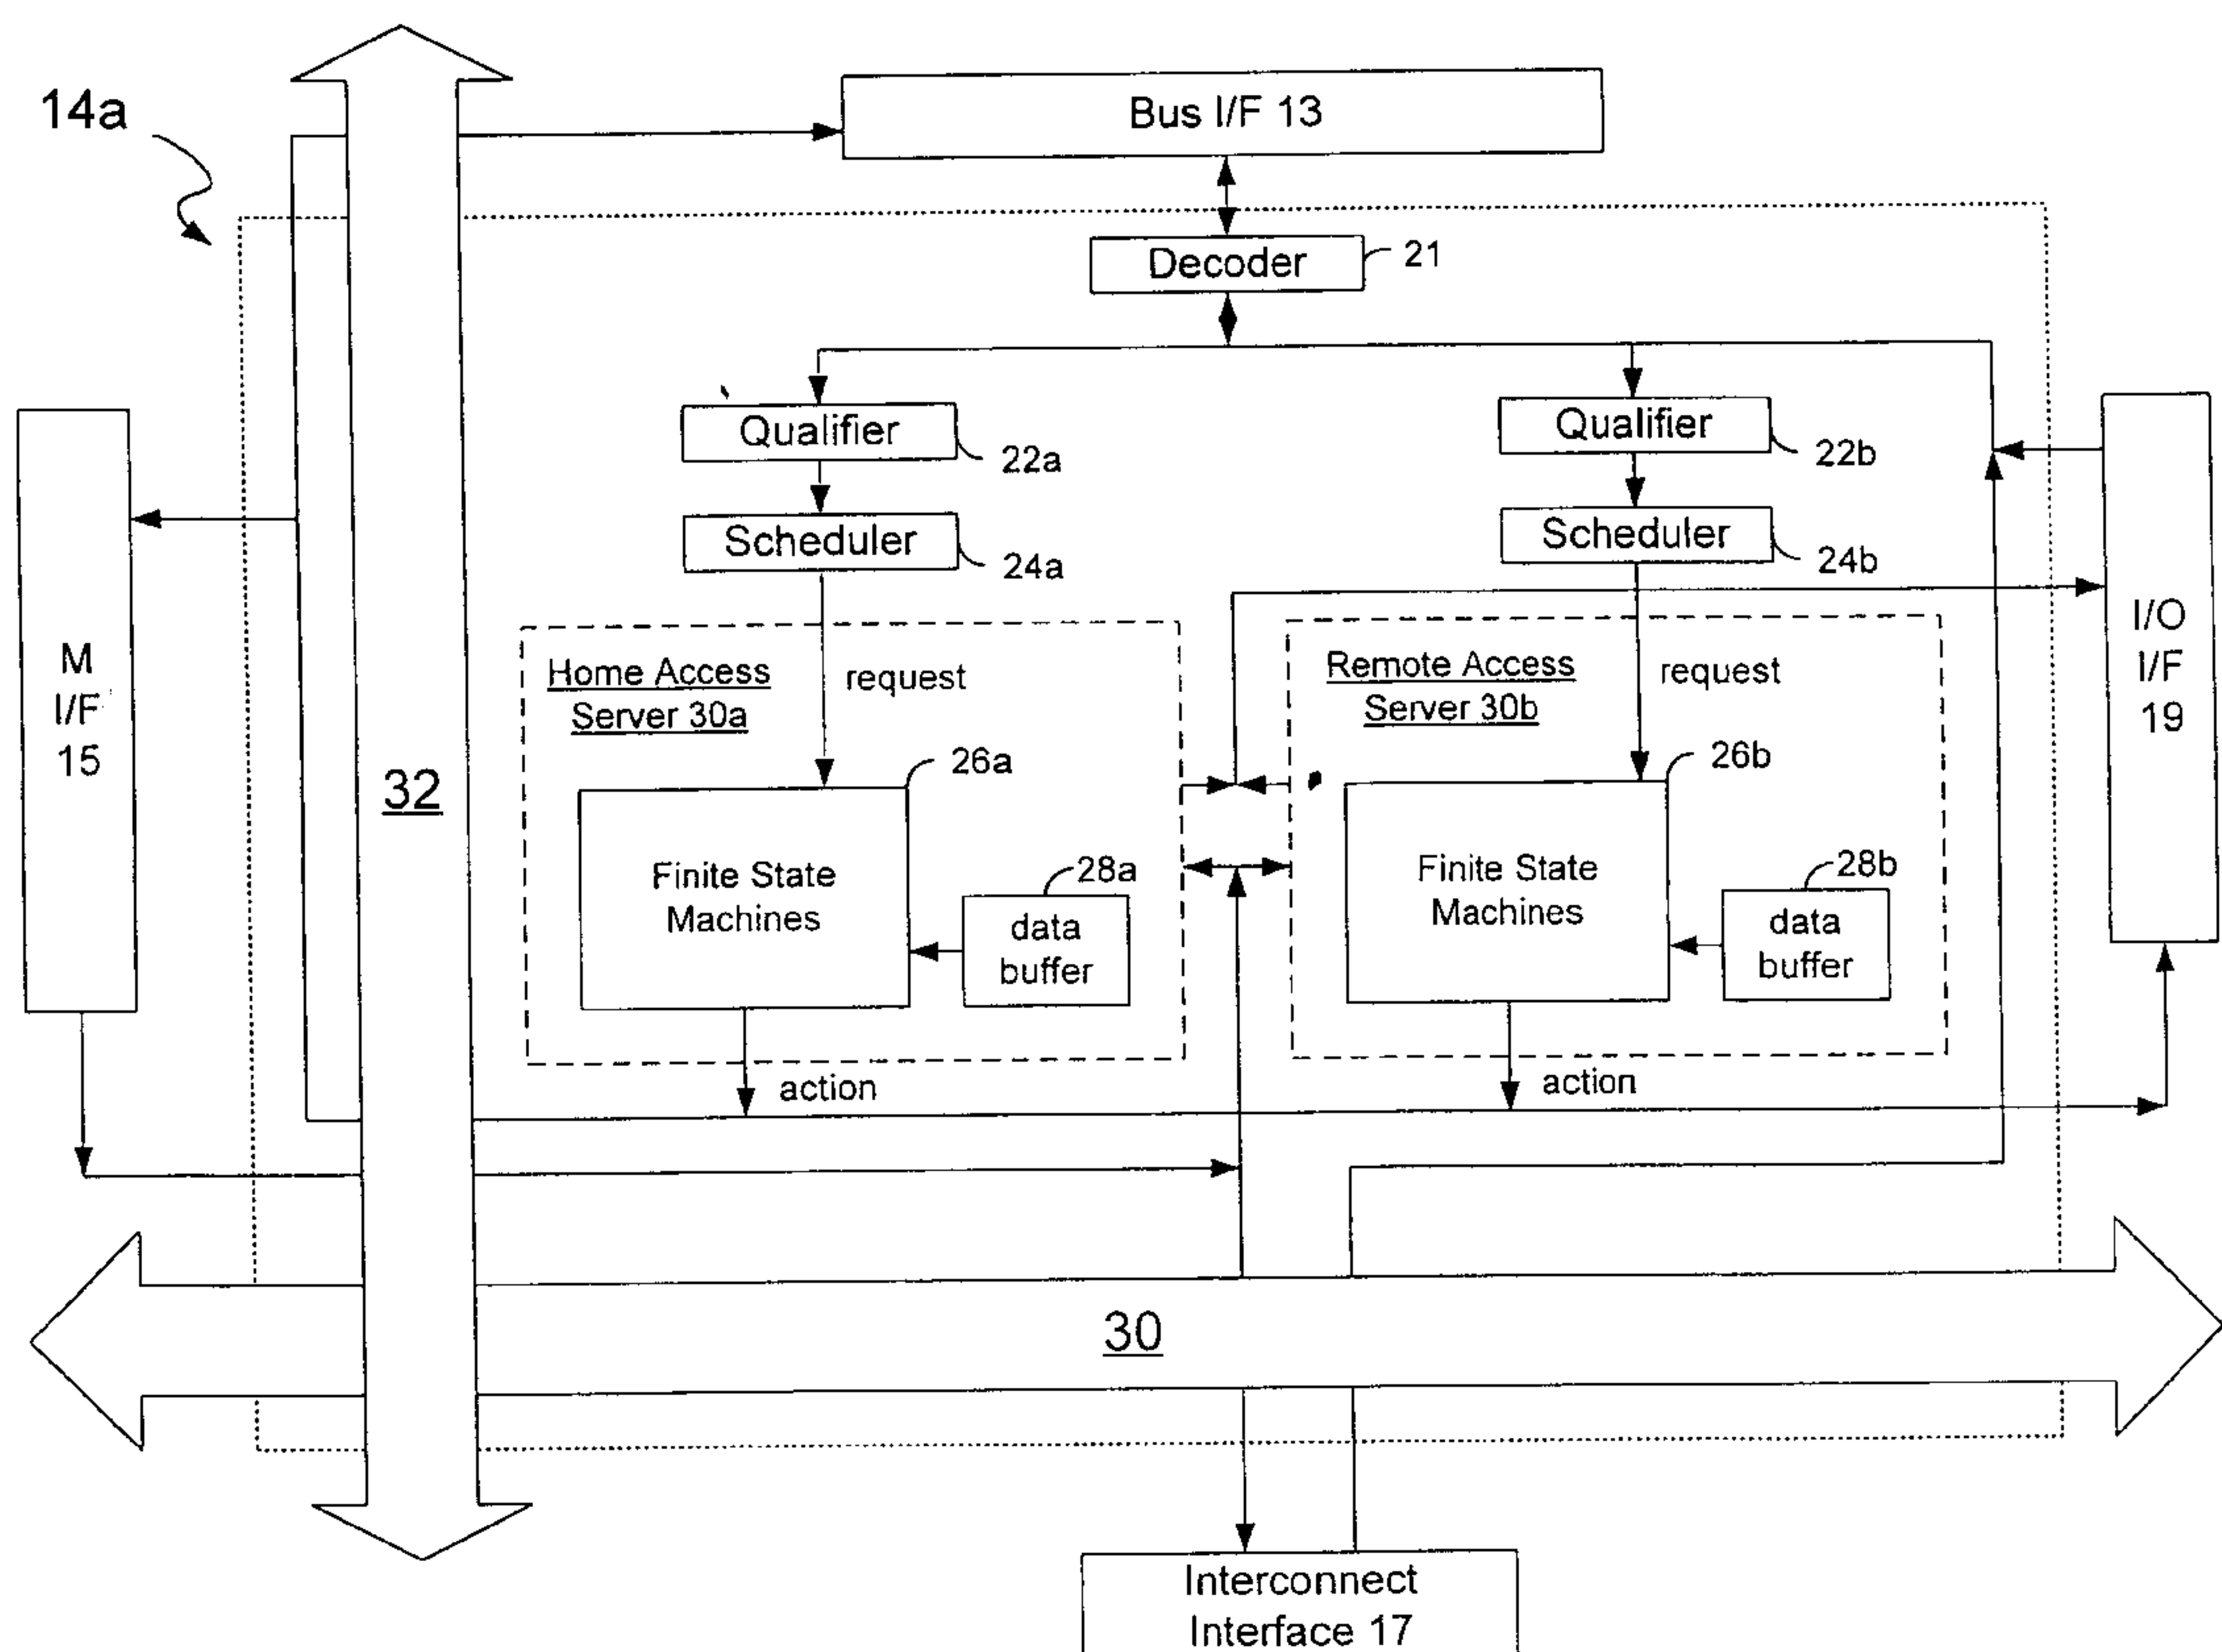 14a
Bus I/F 13
Decoder
21
Qualifier
22a
Qualifier
22b
Scheduler
24a
Scheduler
24b
M
I/F
15
32
I/O
I/F
19
Home Access
Server 30a
request
26a
Finite State
Machines
28a
data
buffer
action
Remote Access
Server 30b
request
26b
Finite State
Machines
28b
data
buffer
action
30
Interconnect
Interface 17